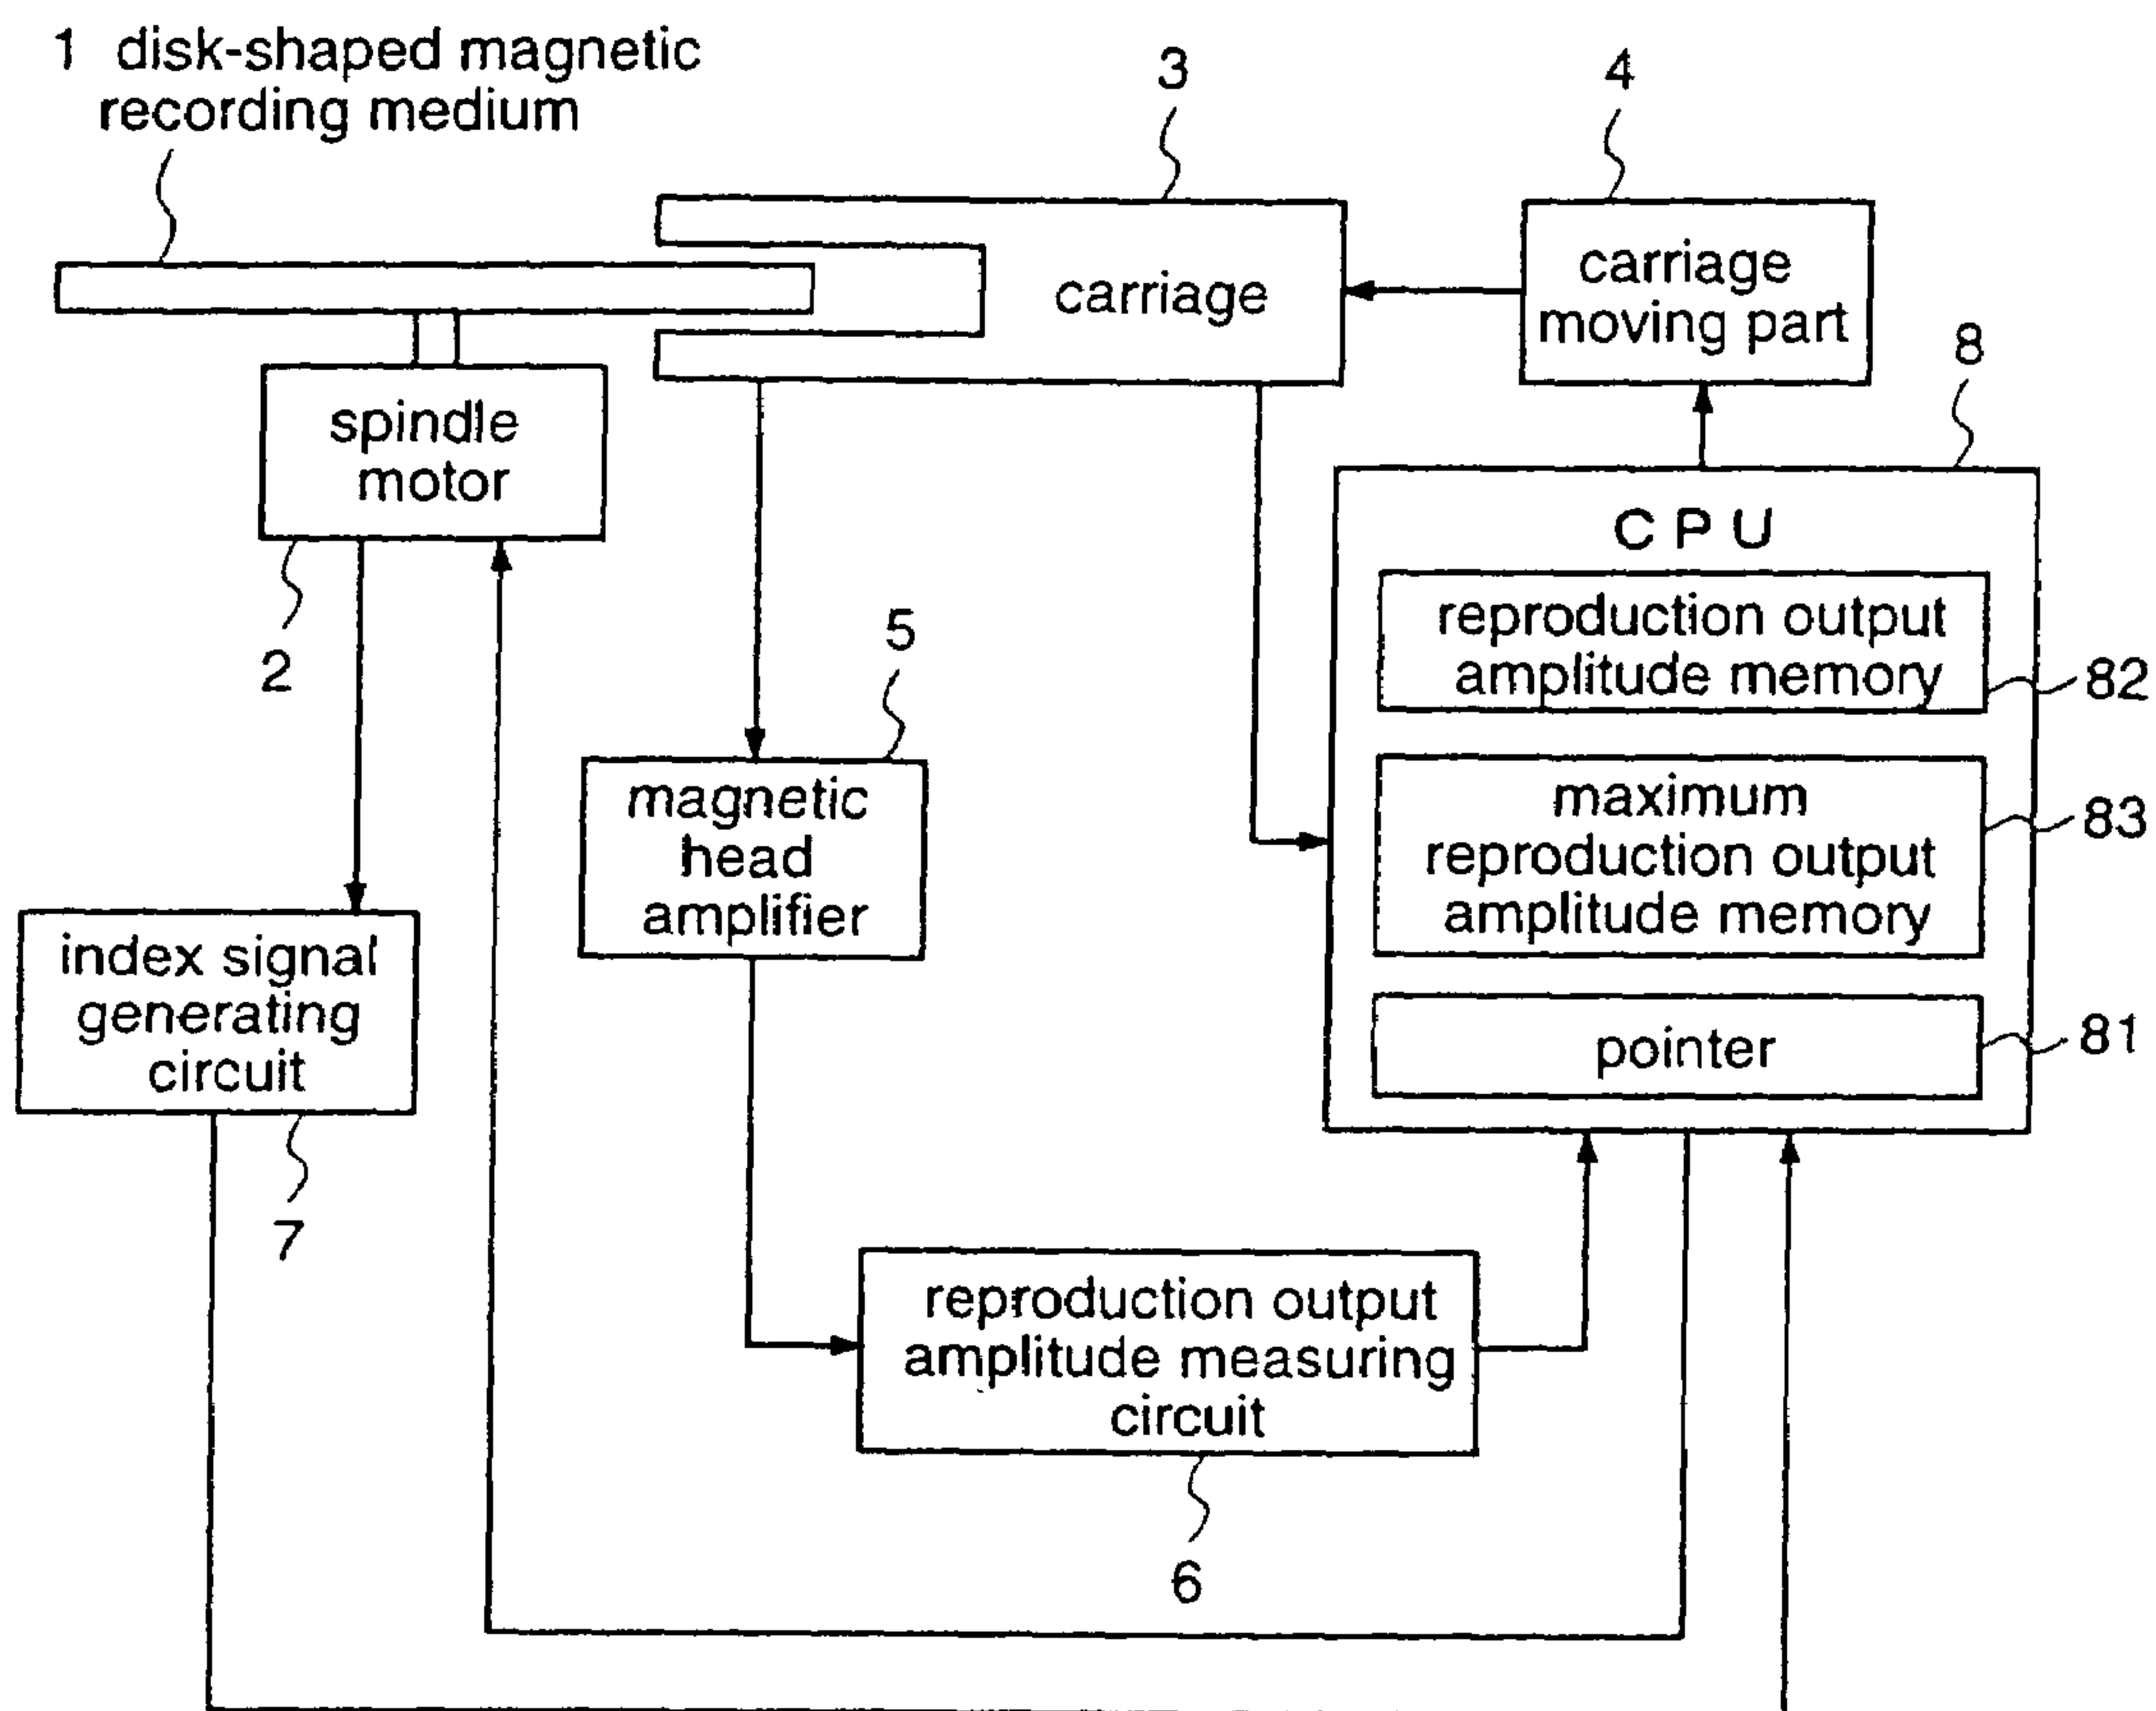 1 disk-shaped magnetic
recording medium
3
4
carriage
carriage
moving part
8
spindle
motor
2
CPU
reproduction output
amplitude memory
82
5
magnetic
head
amplifier
maximum
reproduction output
amplitude memory
83
index signal
generating
circuit
7
pointer
81
reproduction output
amplitude measuring
circuit
6